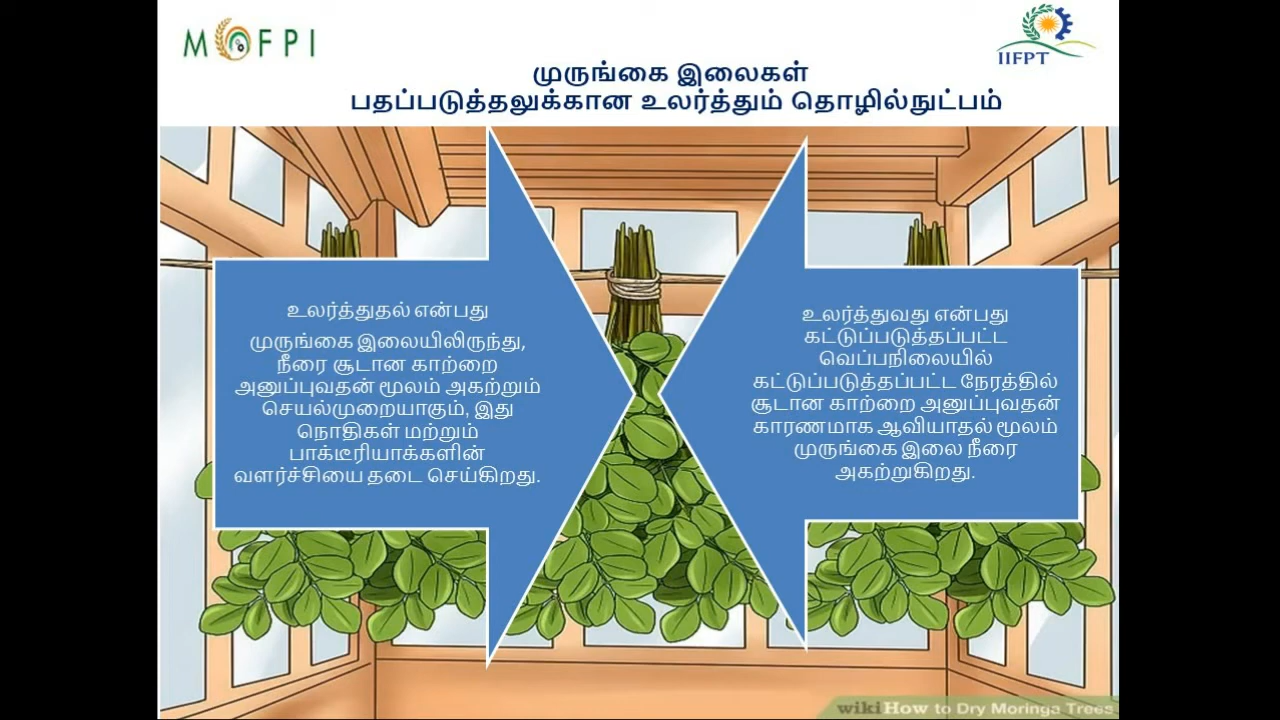 MOFPI
IIFPT
முருங்கை இலைகள்
பதப்படுத்தலுக்கான உலர்த்தும் தொழில்நுட்பம்
உலர்த்துதல் என்பது
முருங்கை இலையிலிருந்து,
நீரை சூடான காற்றை
அனுப்புவதன் மூலம் அகற்றும்
செயல்முறையாகும், இது
நொதிகள் மற்றும்
பாக்டீரியாக்களின்
வளர்ச்சியை தடை செய்கிறது.
உலர்த்துவது என்பது
கட்டுப்படுத்தப்பட்ட
வெப்பநிலையில்
கட்டுப்படுத்தப்பட்ட நேரத்தில்
சூடான காற்றை அனுப்புவதன்
காரணமாக ஆவியாதல் மூலம்
முருங்கை இலை நீரை
அகற்றுகிறது.
wikiHow to Dry Moringa Trees